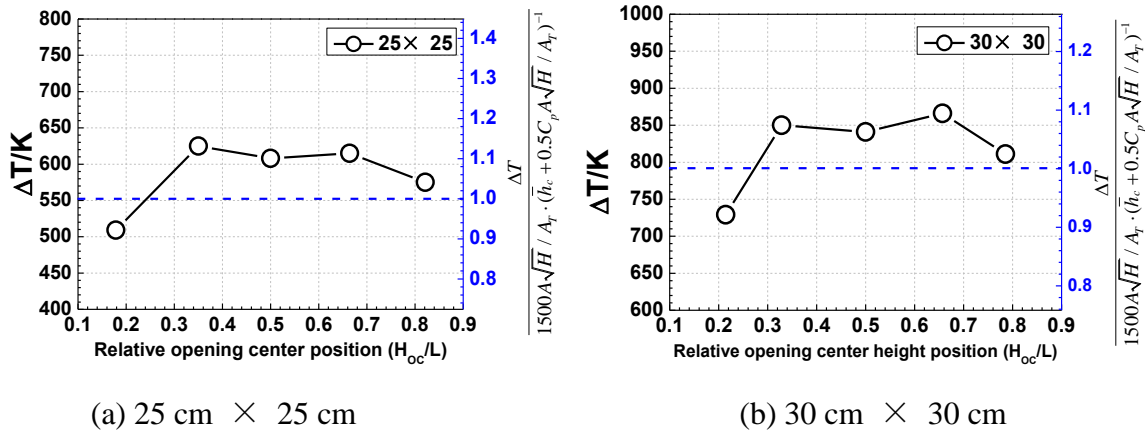 800
750
700
650
600
550
500
450
400
ΔT/K
25× 25
1.4
1.3
1.2
1.1
1.0
0.9
0.8
ΔT
1500A√H / A_T · (h̄_c + 0.5C_p A√H / A_T)⁻¹
0.1 0.2 0.3 0.4 0.5 0.6 0.7 0.8 0.9
Relative opening center position (H_OC/L)
(a) 25 cm × 25 cm
1000
950
900
850
800
750
700
650
600
ΔT/K
30× 30
1.2
1.1
1.0
0.9
0.8
ΔT
1500A√H / A_T · (h̄_c + 0.5C_p A√H / A_T)⁻¹
0.1 0.2 0.3 0.4 0.5 0.6 0.7 0.8 0.9
Relative opening center height position (H_OC/L)
(b) 30 cm × 30 cm